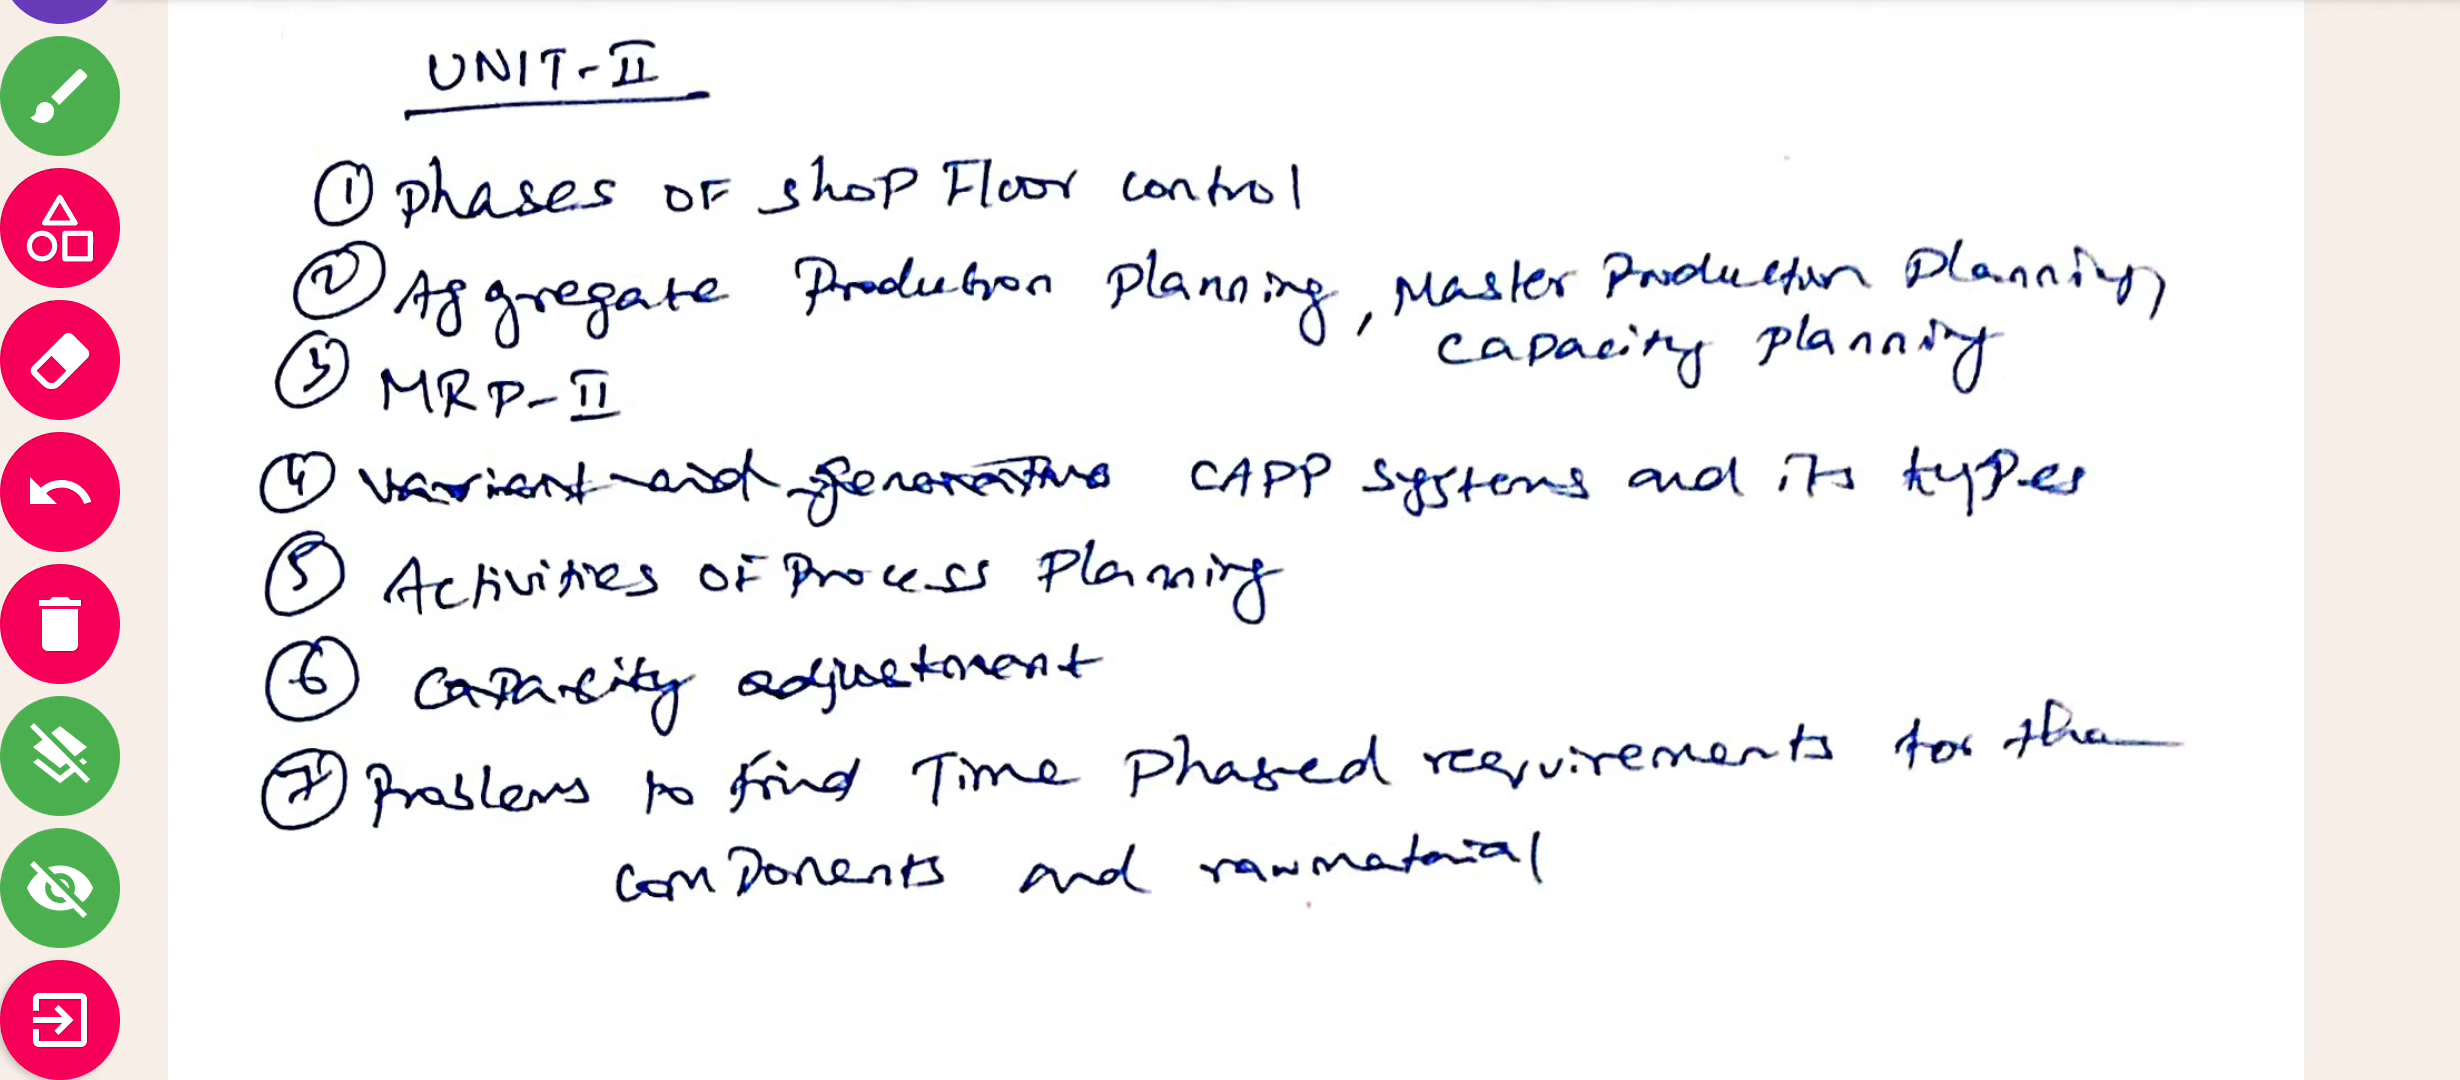 UNIT-II
① Phases of shop Floor control
② Aggregate Production Planning, Master Production Planning,
capacity planning
③ MRP-II
④ Variant and generative CAPP systems and its types
⑤ Activities of Process Planning
⑥ Capacity adjustment
⑦ Problems to find Time Phased requirements for the
components and rawmaterial